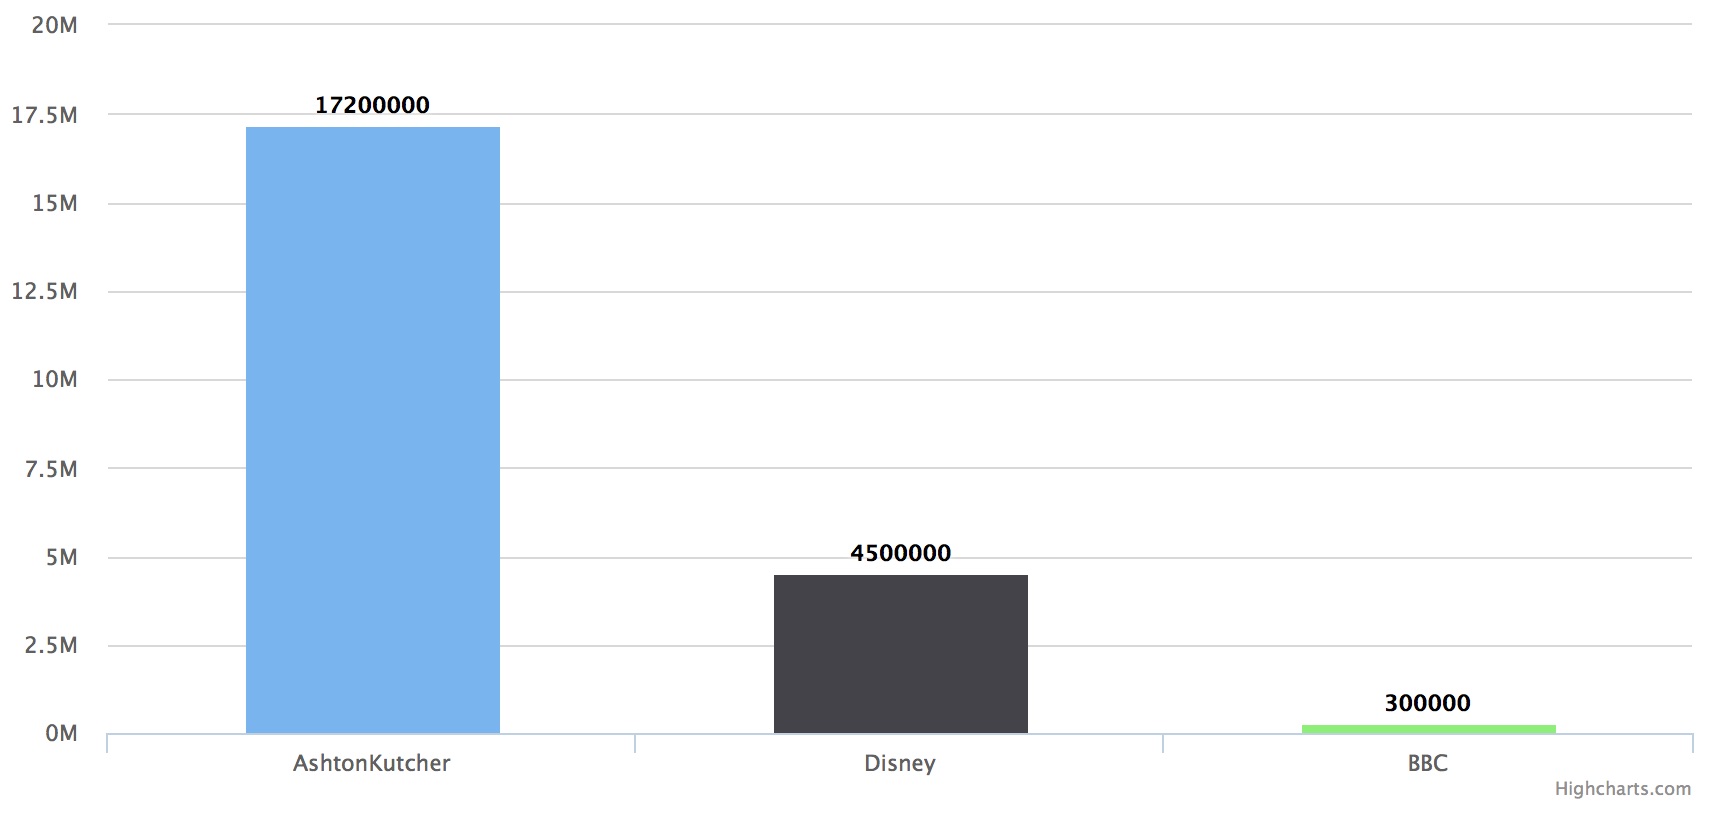 20M
17200000
17.5M
15M
12.5M
10M
7.5M
4500000
5M
2.5M
300000
0M
AshtonKutcher
Disney
BBC
Highcharts.com